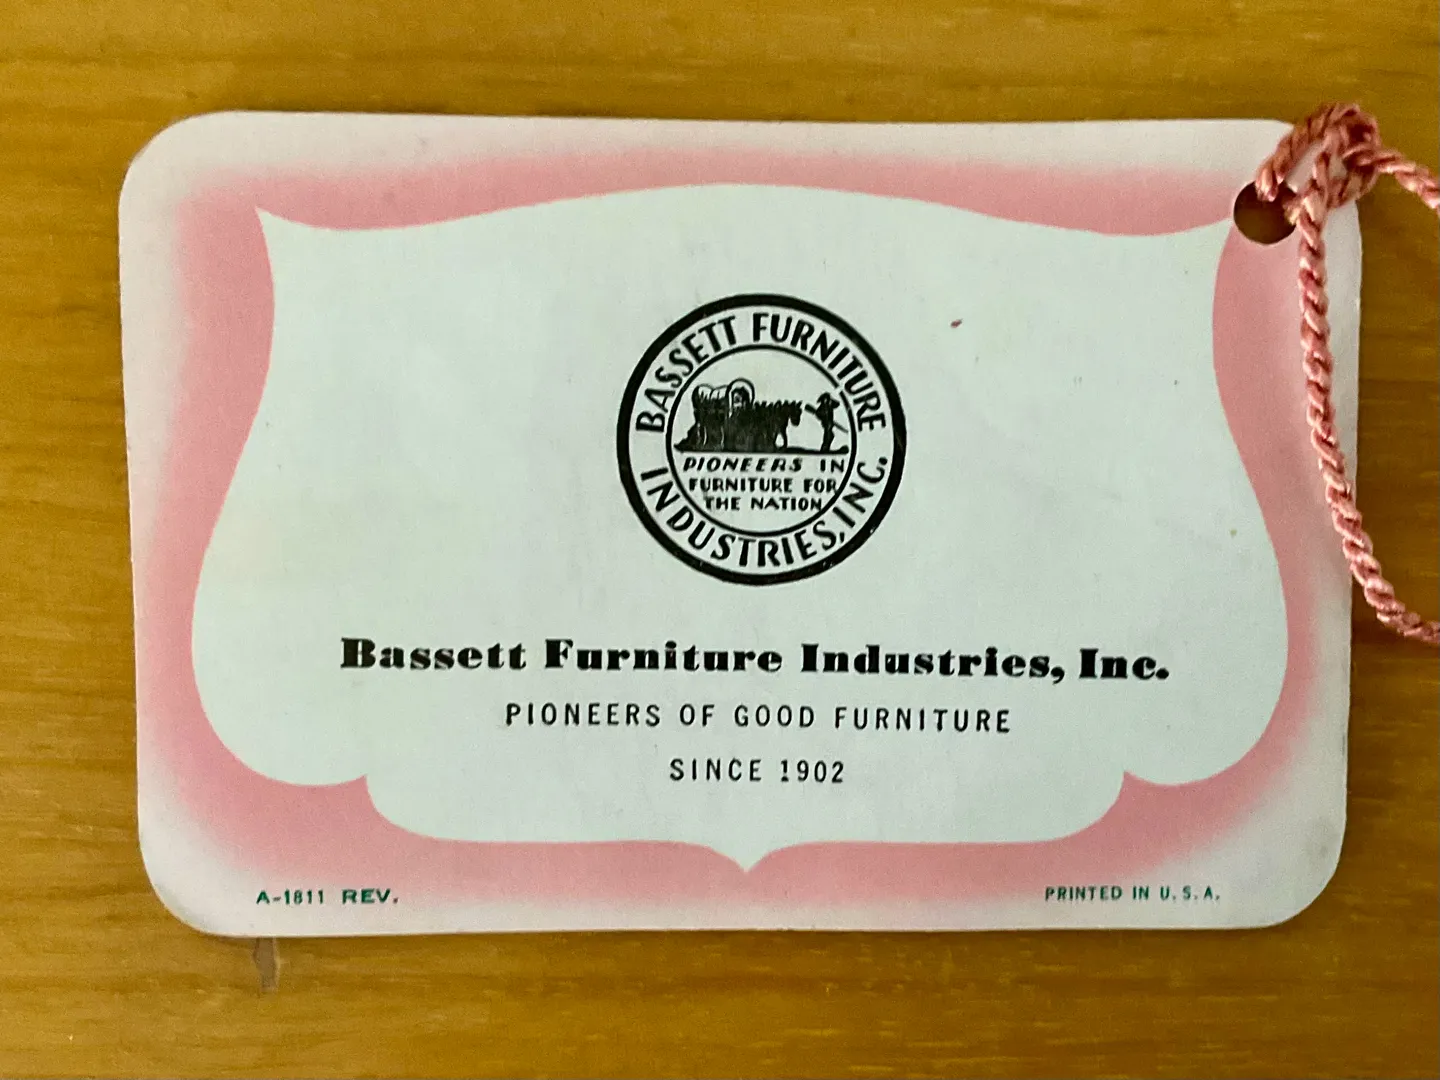 BASSETT FURNITURE
INDUSTRIES, INC.
PIONEERS IN
FURNITURE FOR
THE NATION
Bassett Furniture Industries, Inc.
PIONEERS OF GOOD FURNITURE
SINCE 1902
A-1811 REV.
PRINTED IN U.S.A.